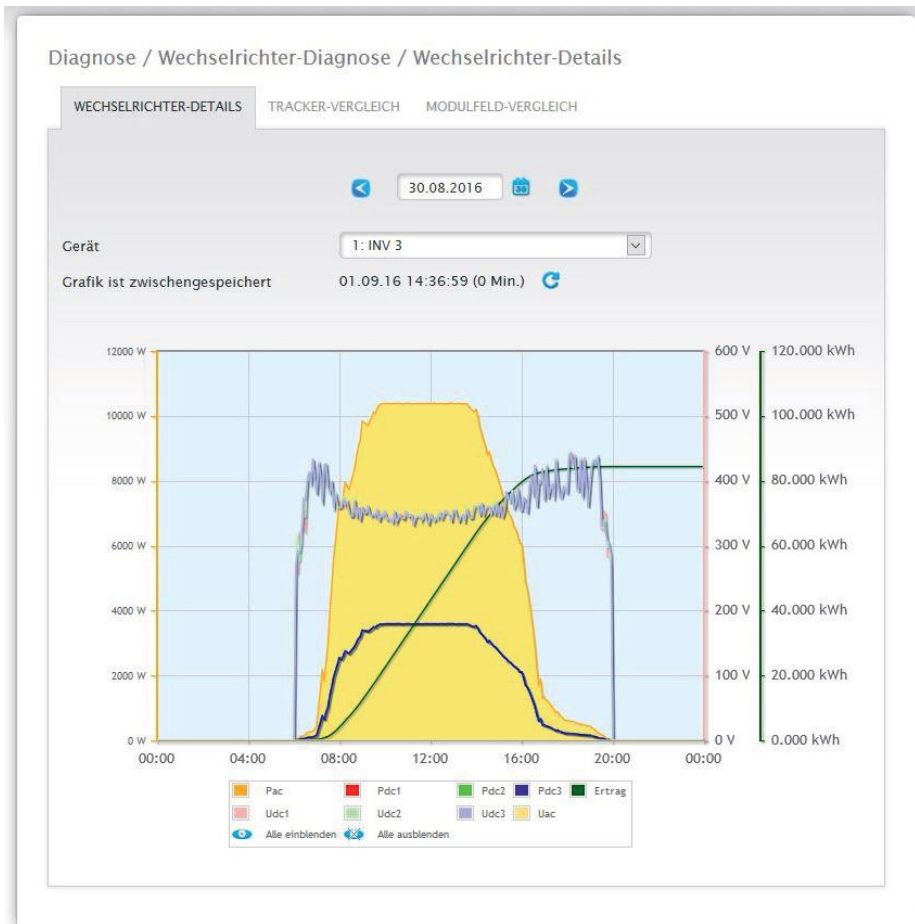 Diagnose / Wechselrichter-Diagnose / Wechselrichter-Details
WECHSELRICHTER-DETAILS TRACKER-VERGLEICH MODULFELD-VERGLEICH
30.08.2016 30
Gerät 1: INV 3
Grafik ist zwischengespeichert 01.09.16 14:36:59 (0 Min.)
12000 W 600 V 120.000 kWh
10000 W 500 V 100.000 kWh
8000 W 400 V 80.000 kWh
6000 W 300 V 60.000 kWh
4000 W 200 V 40.000 kWh
2000 W 100 V 20.000 kWh
0 W 0 V 0.000 kWh
00:00 04:00 08:00 12:00 16:00 20:00 00:00
Pac Pdc1 Pdc2 Pdc3 Ertrag
Udc1 Udc2 Udc3 Uac
Alle einblenden Alle ausblenden